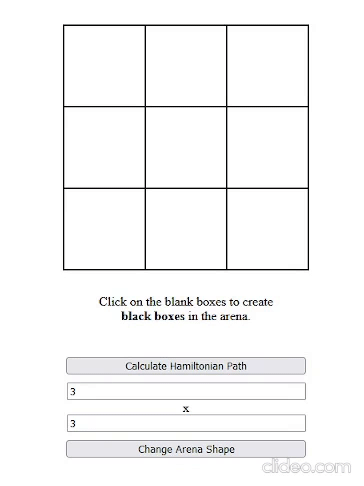 Click on the blank boxes to create
black boxes in the arena.
Calculate Hamiltonian Path
3
x
3
Change Arena Shape
clideo.com